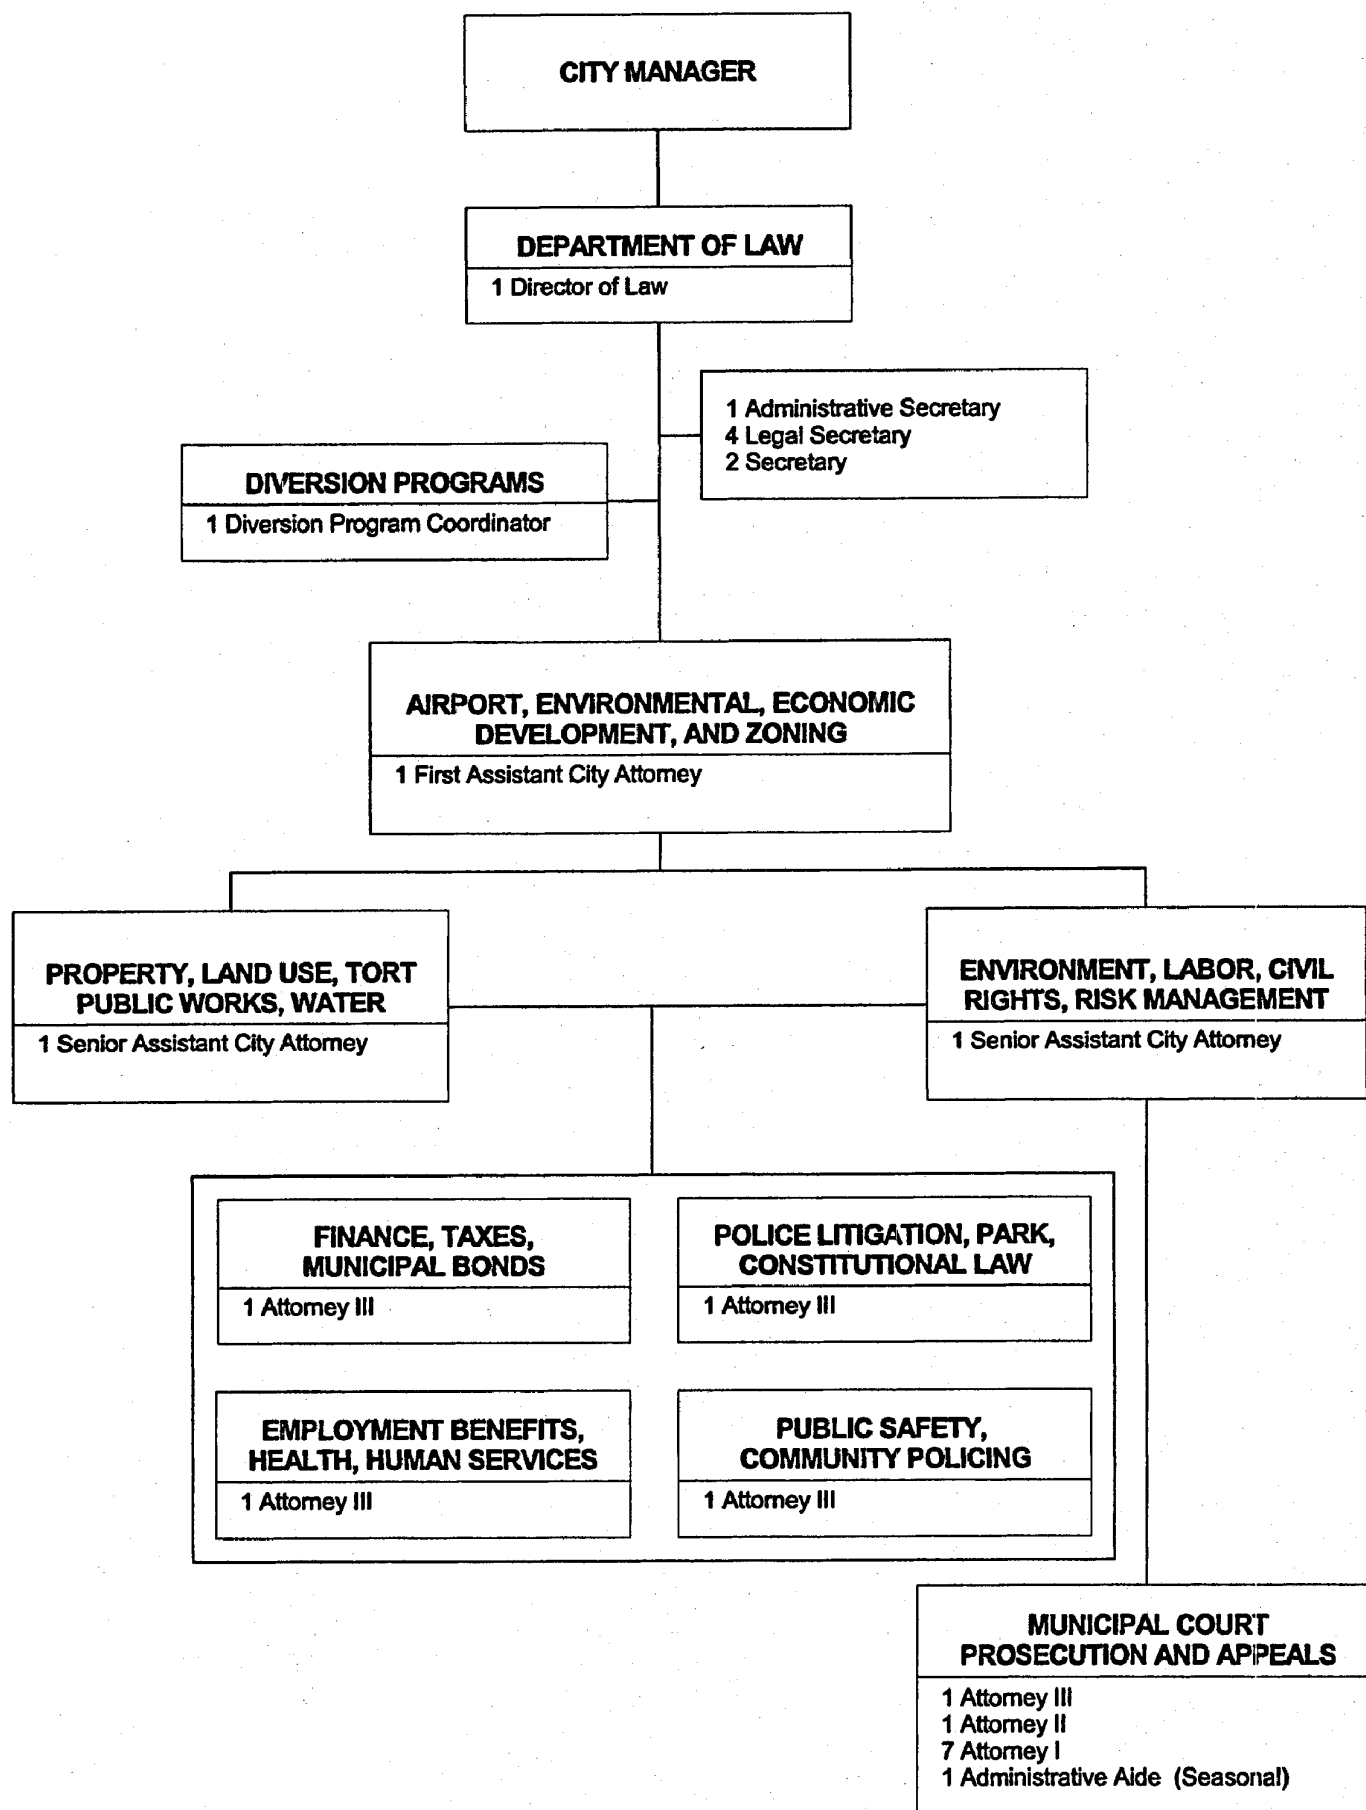 CITY MANAGER
DEPARTMENT OF LAW
1 Director of Law
1 Administrative Secretary
4 Legal Secretary
2 Secretary
DIVERSION PROGRAMS
1 Diversion Program Coordinator
AIRPORT, ENVIRONMENTAL, ECONOMIC
DEVELOPMENT, AND ZONING
1 First Assistant City Attorney
PROPERTY, LAND USE, TORT
PUBLIC WORKS, WATER
1 Senior Assistant City Attorney
ENVIRONMENT, LABOR, CIVIL
RIGHTS, RISK MANAGEMENT
1 Senior Assistant City Attorney
FINANCE, TAXES,
MUNICIPAL BONDS
1 Attorney III
POLICE LITIGATION, PARK,
CONSTITUTIONAL LAW
1 Attorney III
EMPLOYMENT BENEFITS,
HEALTH, HUMAN SERVICES
1 Attorney III
PUBLIC SAFETY,
COMMUNITY POLICING
1 Attorney III
MUNICIPAL COURT
PROSECUTION AND APPEALS
1 Attorney III
1 Attorney II
7 Attorney I
1 Administrative Aide (Seasonal)